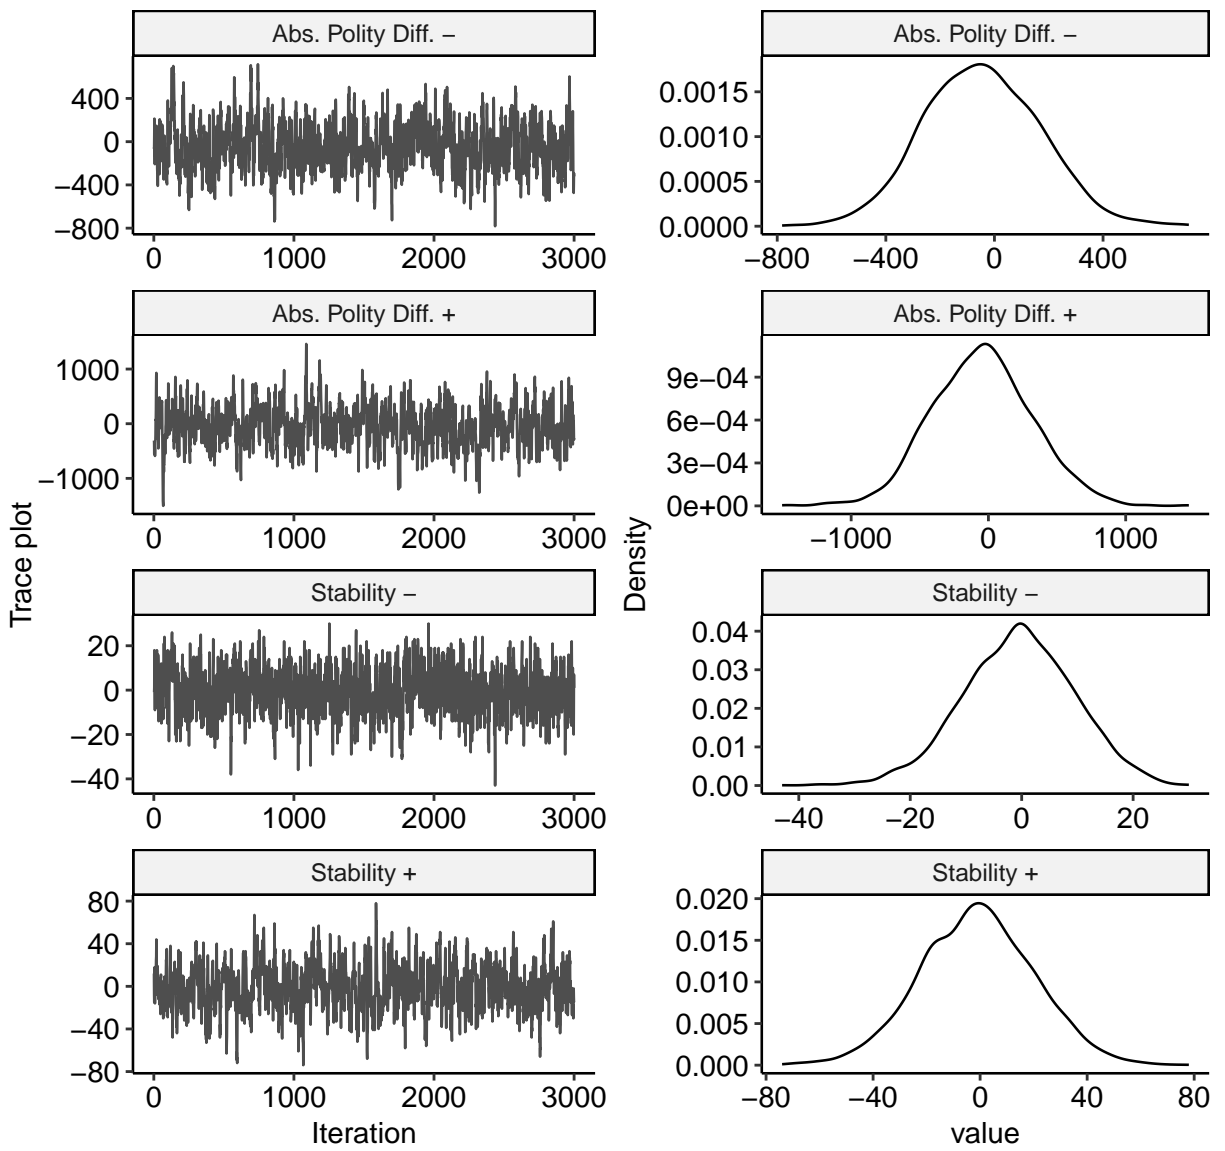 Trace plot
Abs. Polity Diff. −
400
0
−400
−800
0 1000 2000 3000
Abs. Polity Diff. +
1000
0
−1000
0 1000 2000 3000
Stability −
20
0
−20
−40
0 1000 2000 3000
Stability +
80
40
0
−40
−80
0 1000 2000 3000
Iteration
Density
Abs. Polity Diff. −
0.0015
0.0010
0.0005
0.0000
−800 −400 0 400
Abs. Polity Diff. +
9e−04
6e−04
3e−04
0e+00
−1000 0 1000
Stability −
0.04
0.03
0.02
0.01
0.00
−40 −20 0 20
Stability +
0.020
0.015
0.010
0.005
0.000
−80 −40 0 40 80
value